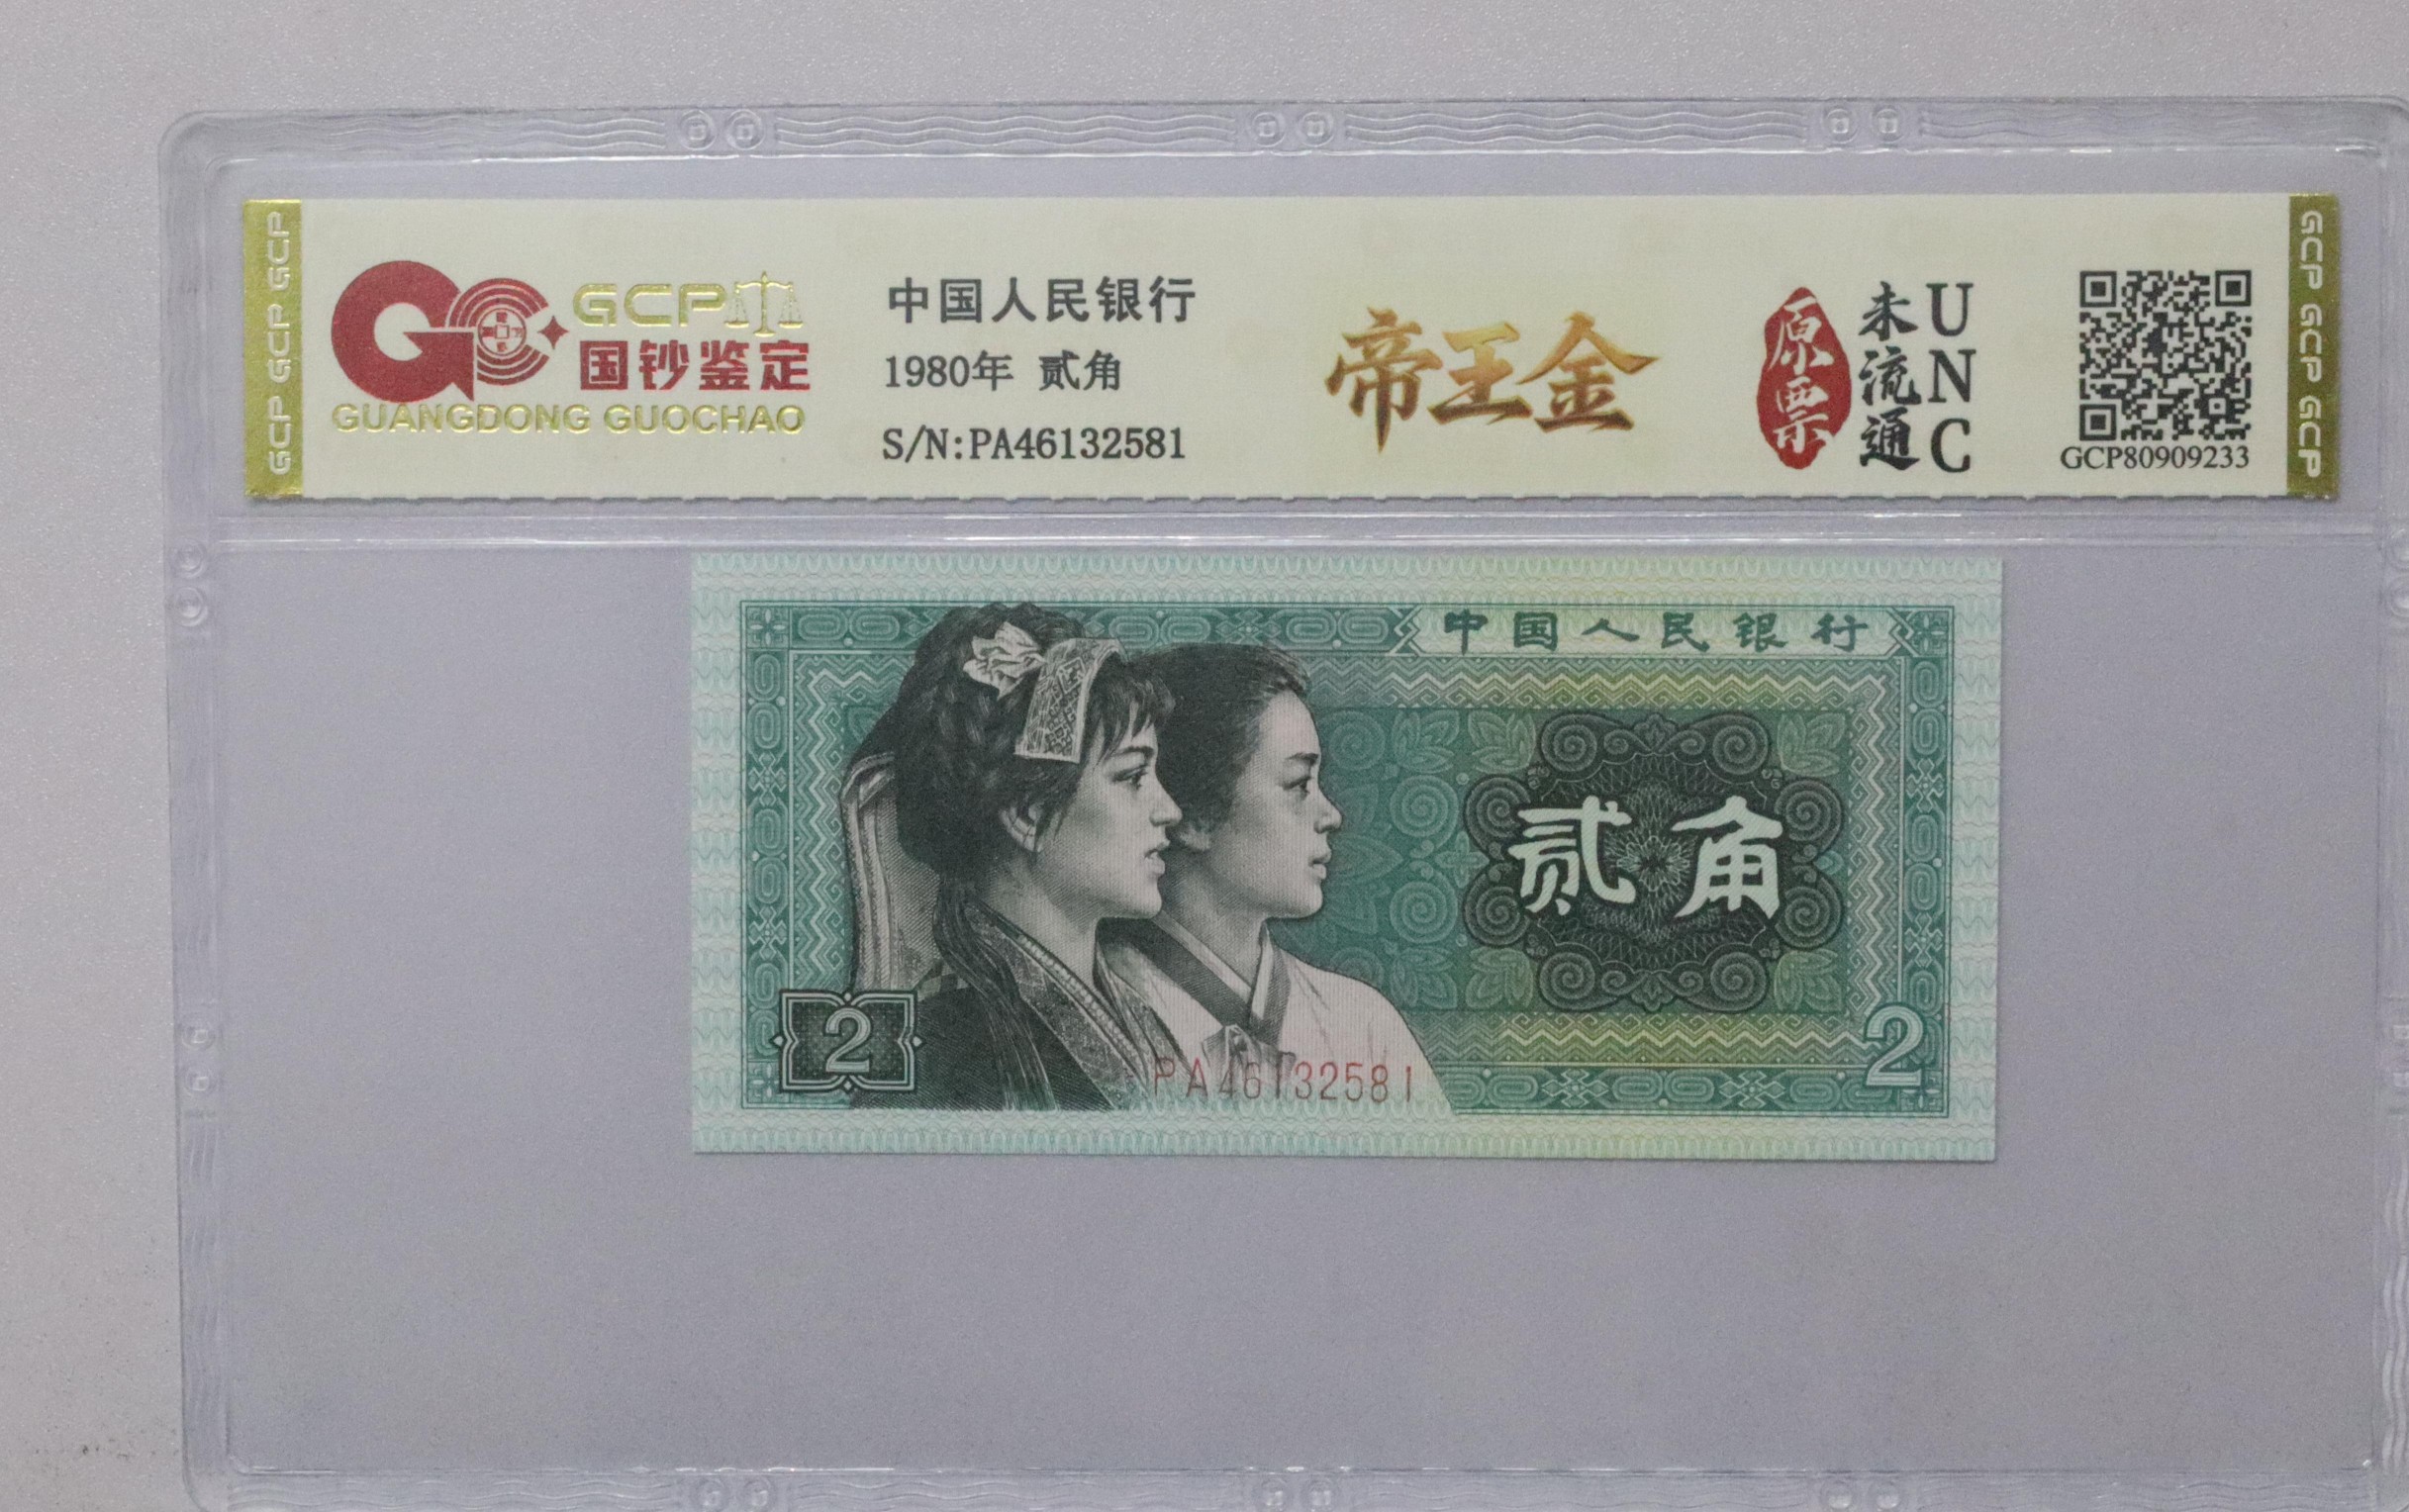 GCP GCP GCP
GCP
国钞鉴定
GUANGDONG GUOCHAO
中国人民银行
1980年 贰角
S/N:PA46132581
帝王金
原票
未流通
UNC
GCP80909233
GCP GCP GCP
中国人民银行
贰角
2
2
PA46132581